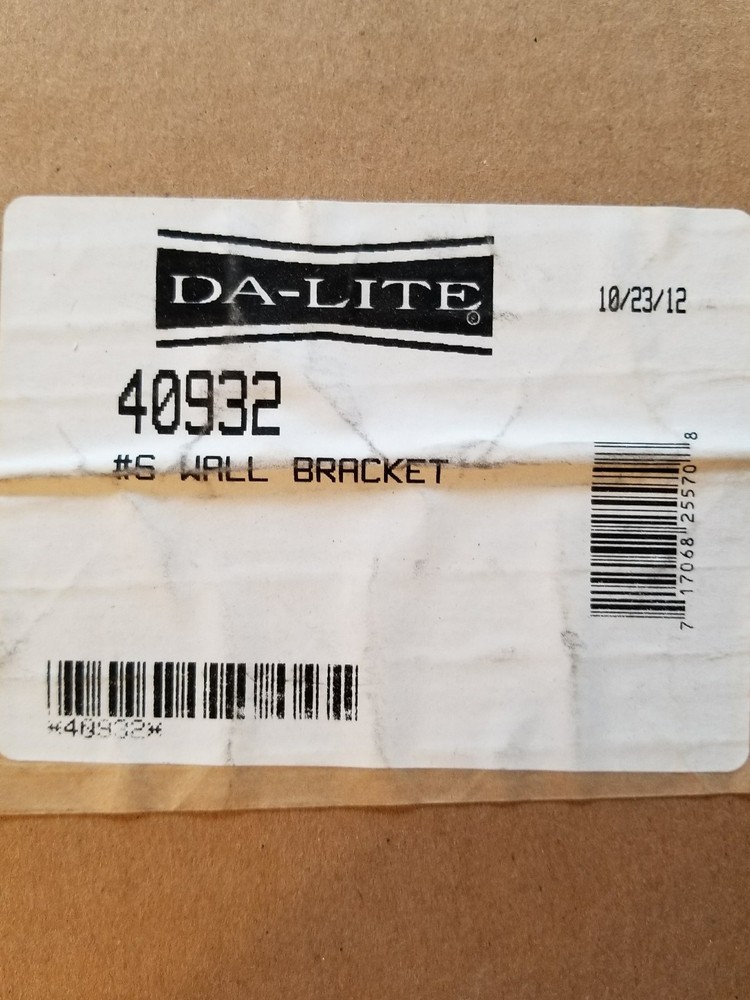 DA-LITE®
10/23/12
40932
#6 WALL BRACKET
7 17068 25570 8
*40932*